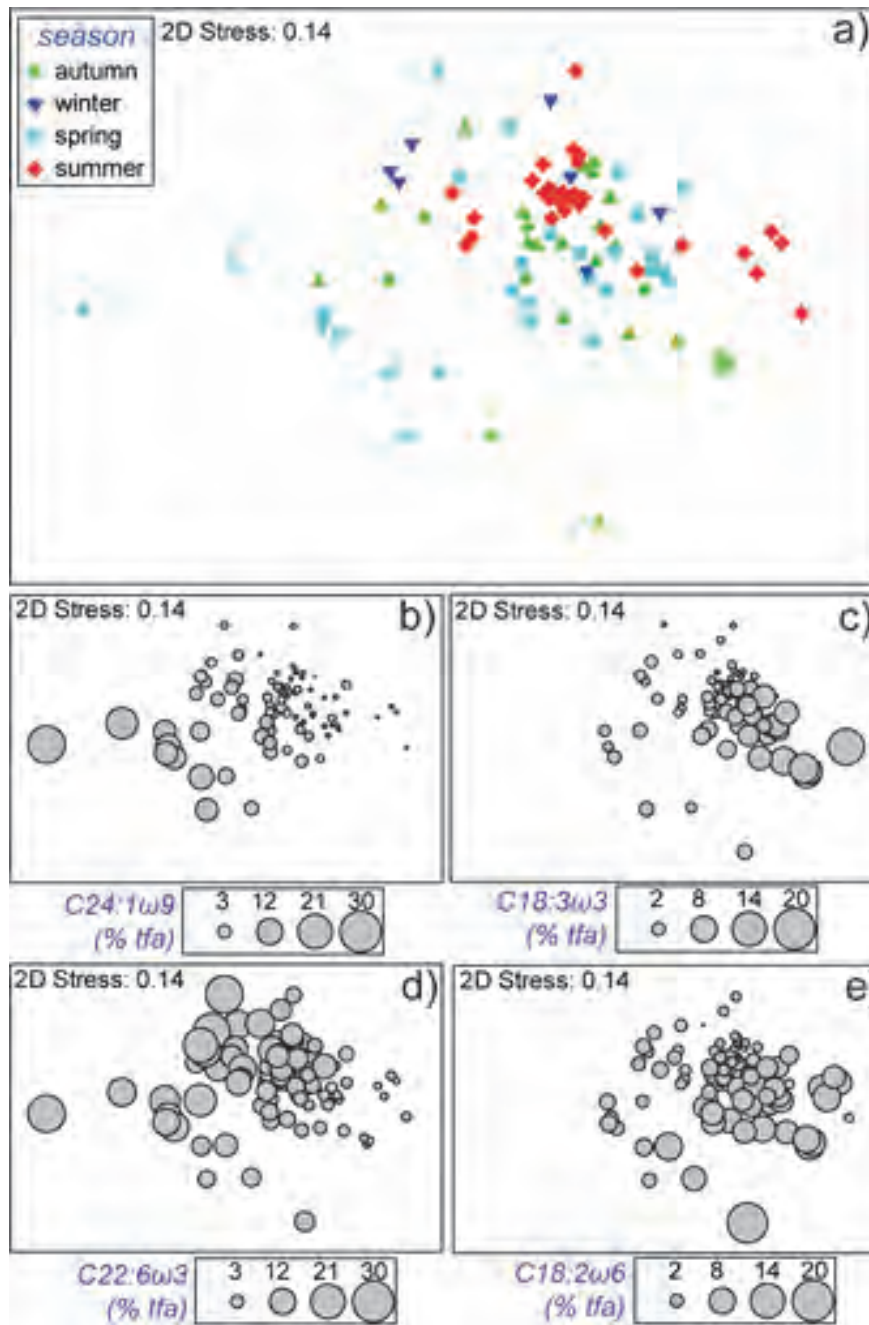 season
2D Stress: 0.14
a)
autumn
winter
spring
summer
2D Stress: 0.14
b)
2D Stress: 0.14
c)
C24:1ω9
(% tfa)
3 12 21 30
C18:3ω3
(% tfa)
2 8 14 20
2D Stress: 0.14
d)
2D Stress: 0.14
e)
C22:6ω3
(% tfa)
3 12 21 30
C18:2ω6
(% tfa)
2 8 14 20